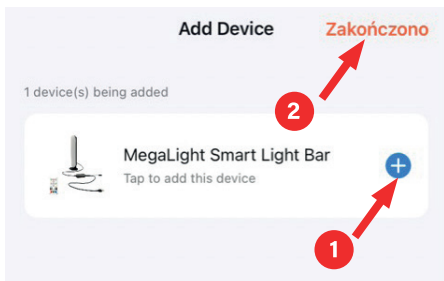 Add Device
Zakończono
1 device(s) being added
2
MegaLight Smart Light Bar
Tap to add this device
1